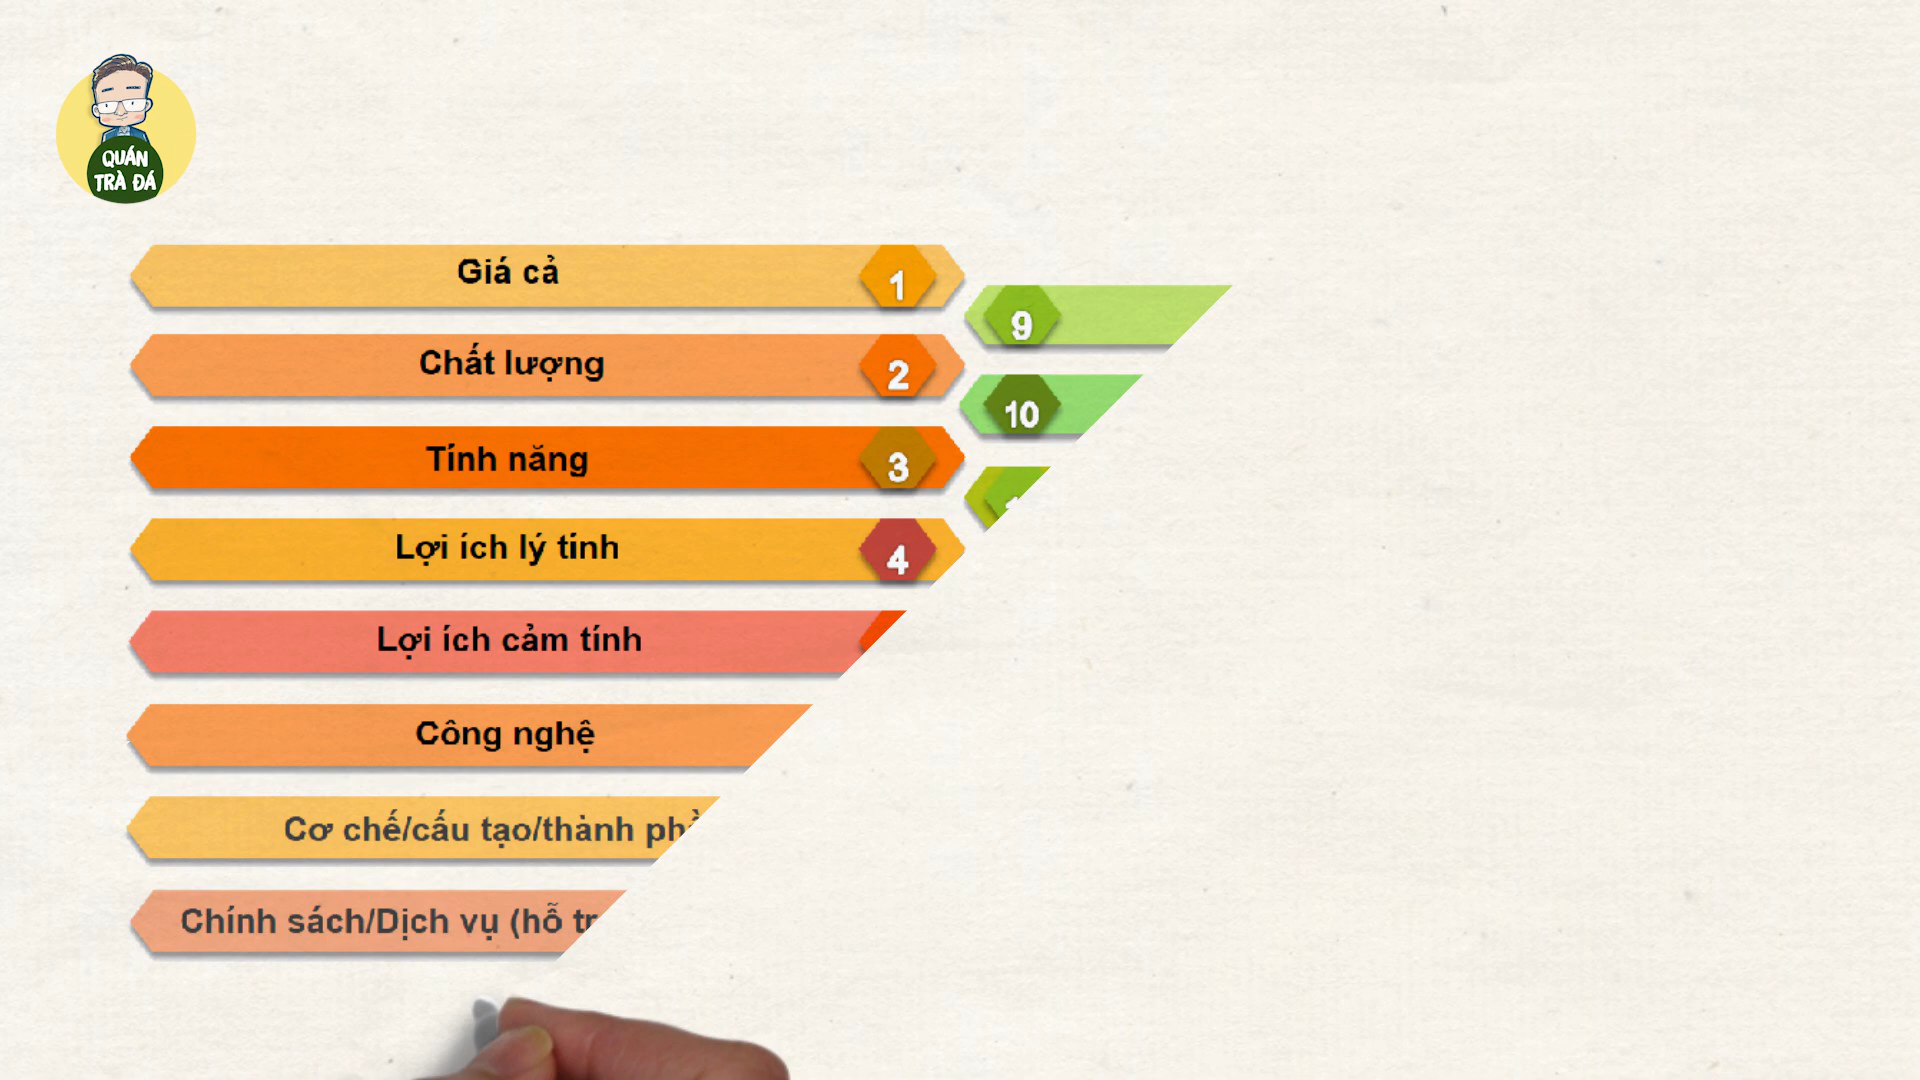 QUÁN
TRÀ ĐÁ
Giá cả 1
Chất lượng 2
Tính năng 3
Lợi ích lý tính 4
Lợi ích cảm tính
Công nghệ
Cơ chế/cấu tạo/thành
Chính sách/Dịch vụ (hỗ
9
10